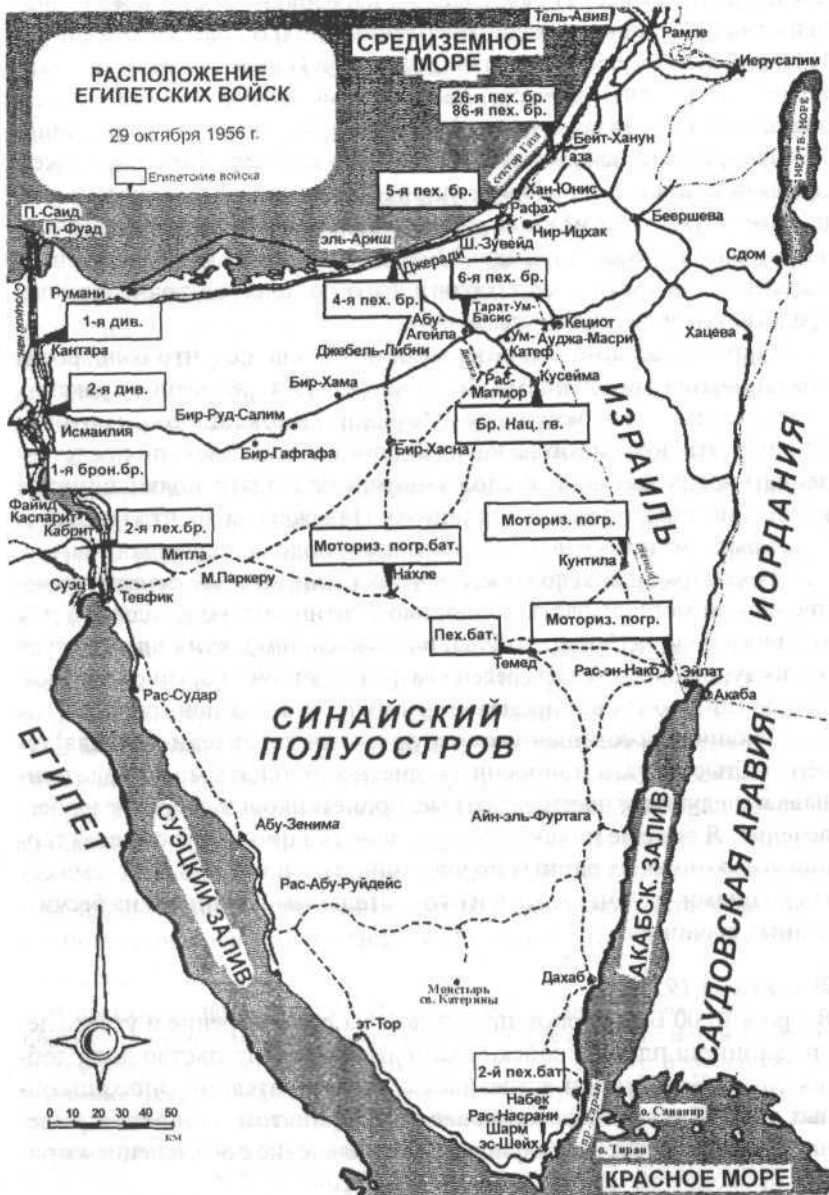 Тель-Авив
Рамле
СРЕДИЗЕМНОЕ
МОРЕ
Иерусалим
РАСПОЛОЖЕНИЕ
ЕГИПЕТСКИХ ВОЙСК
29 октября 1956 г.
Египетские войска
26-я пех. бр.
86-я пех. бр.
МЕРТВ. МОРЕ
Бейт-Ханун
Газа
сектор Газа
5-я пех. бр.
Хан-Юнис
Рафах
Беершева
Нир-Ицхак
П.-Саид
П.-Фуад
эль-Ариш
Ш.-Зувейд
Джеради
Сдом
Румани
6-я пех. бр.
4-я пех. бр.
1-я див.
Тарат-Ум-
Басис
Абу-
Агейла
Кециот
Ауджа-Масри
Ум-
Катеф
Хацева
Кантара
Джебель-Либни
2-я див.
Бир-Хама
Рас-
Матмор
Кусейма
Бир-Руд-Салим
Бр. Нац. гв.
Исмаилия
Бир-Гафгафа
Бир-Хасна
ИЗРАИЛЬ
ИОРДАНИЯ
1-я брон.бр.
Файид
Каспарит
Кабрит
2-я пех.бр.
Моториз. погр.
Моториз. погр.бат.
Митла
Кунтила
Суэц
Тевфик
М.Паркеру
Нахле
Пех.бат.
Моториз. погр.
Темед
Рас-эн-Накб
Эйлат
Акаба
Рас-Судар
СИНАЙСКИЙ
ПОЛУОСТРОВ
ЕГИПЕТ
СУЭЦКИЙ ЗАЛИВ
Абу-Зенима
Айн-эль-Фуртага
АКАБСК. ЗАЛИВ
САУДОВСКАЯ АРАВИЯ
Рас-Абу-Руйдейс
Монастырь
св. Катерины
Дахаб
эт-Тор
2-й пех.бат.
Набек
Рас-Насрани
Шарм
эс-Шейх
пр. Тиран
о. Санапир
о. Тиран
0 10 20 30 40 50
КМ
КРАСНОЕ МОРЕ